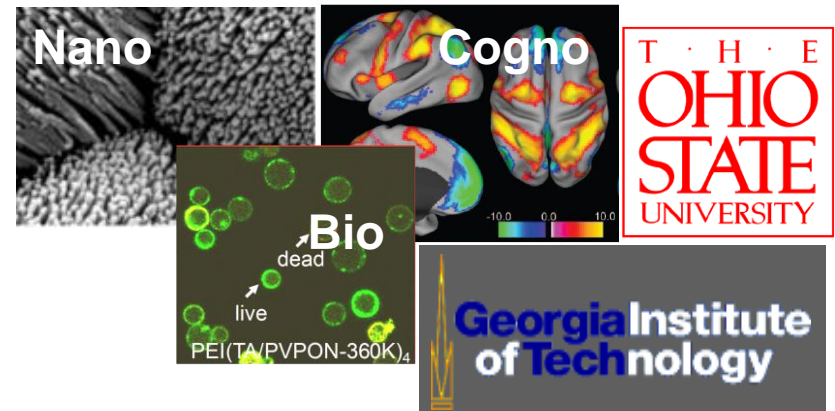 Nano
Cogno
-10.0 0.0 10.0
T · H · E
OHIO
STATE
UNIVERSITY
Bio
dead
live
PEI(TA/PVPON-360K)4
Georgia Institute
of Technology